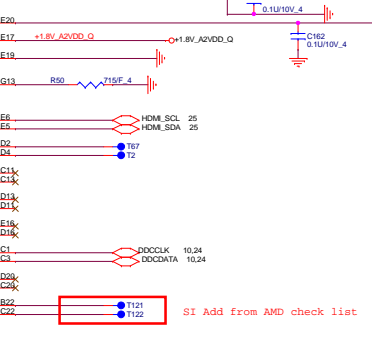 0.1U/10V_4
E20
C162
0.1U/10V_4
E17 +1.8V_A2VDD_Q +1.8V_A2VDD_Q
E19
G13 R50 715/F_4
E6 HDMI_SCL 25
E5 HDMI_SDA 25
D2 T67
D4 T2
C11
C13
D13
D11
E16
D16
C1 DDCCLK 10,24
C3 DDCDATA 10,24
D20
C20
B22 T121
C22 T122
SI Add from AMD check list